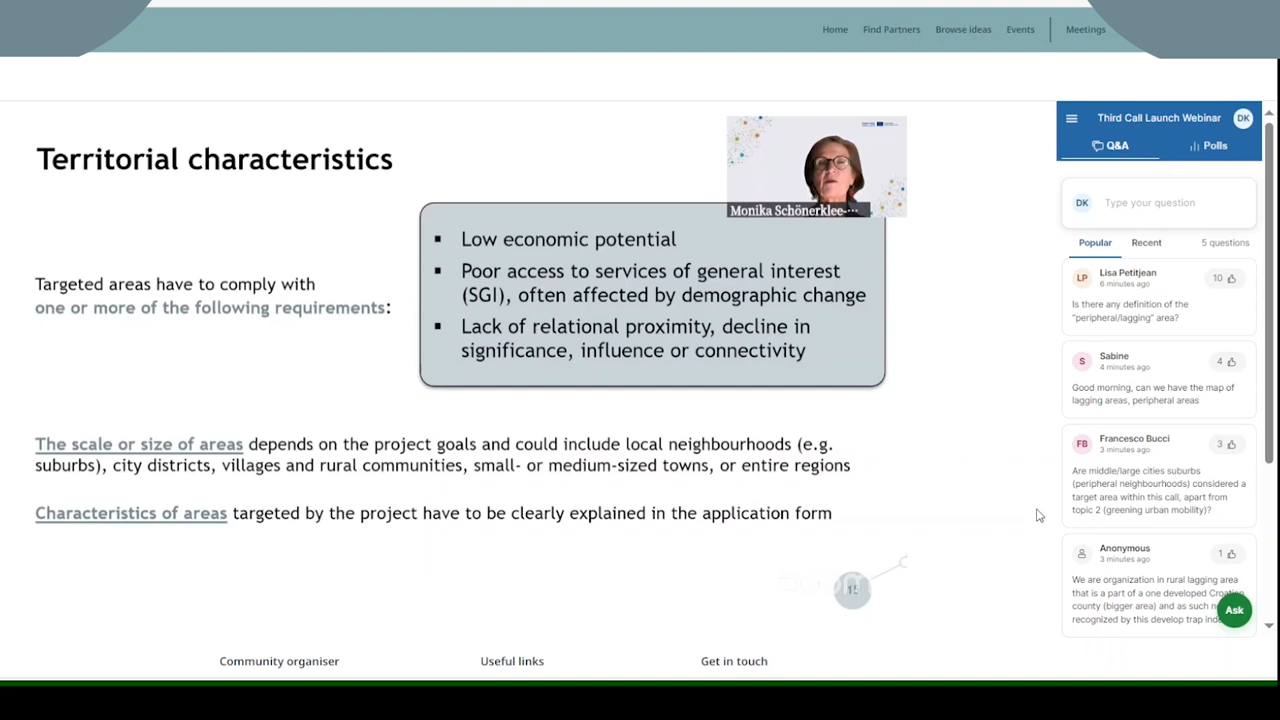 Home Find Partners Browse ideas Events Meetings
Territorial characteristics
Monika Schönerklee-···
Targeted areas have to comply with
one or more of the following requirements:
▪ Low economic potential
▪ Poor access to services of general interest
(SGI), often affected by demographic change
▪ Lack of relational proximity, decline in
significance, influence or connectivity
The scale or size of areas depends on the project goals and could include local neighbourhoods (e.g.
suburbs), city districts, villages and rural communities, small- or medium-sized towns, or entire regions
Characteristics of areas targeted by the project have to be clearly explained in the application form
15
Third Call Launch Webinar DK
Q&A Polls
DK Type your question
Popular Recent 5 questions
LP Lisa Petitjean 10
6 minutes ago
Is there any definition of the
"peripheral/lagging" area?
S Sabine 4
4 minutes ago
Good morning, can we have the map of
lagging areas, peripheral areas
FB Francesco Bucci 3
3 minutes ago
Are middle/large cities suburbs
(peripheral neighbourhoods) considered a
target area within this call, apart from
topic 2 (greening urban mobility)?
Anonymous 1
3 minutes ago
We are organization in rural lagging area
that is a part of a one developed
county (bigger area) and as such
recognized by this develop trap
Ask
Community organiser Useful links Get in touch